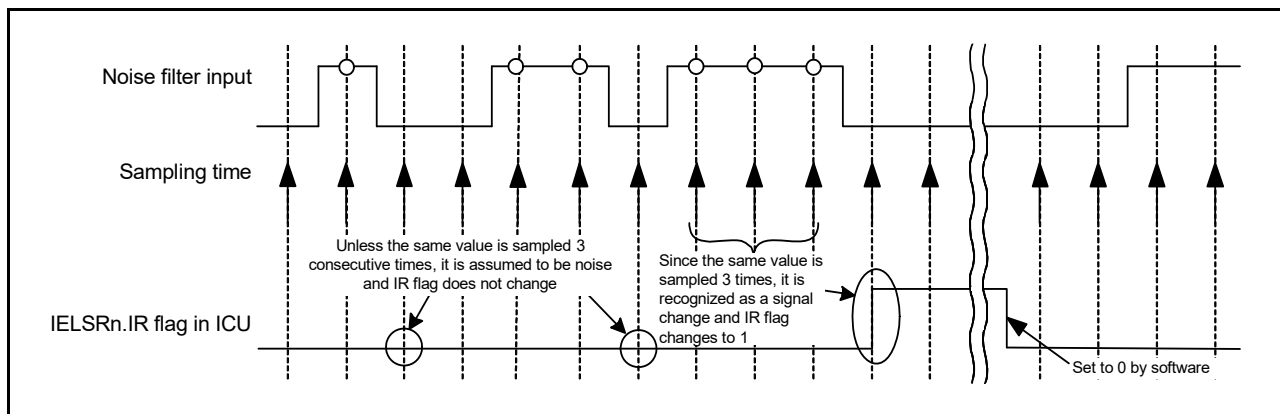 Noise filter input
Sampling time
Unless the same value is sampled 3
consecutive times, it is assumed to be noise
and IR flag does not change
Since the same value is
sampled 3 times, it is
recognized as a signal
change and IR flag
changes to 1
IELSRn.IR flag in ICU
Set to 0 by software